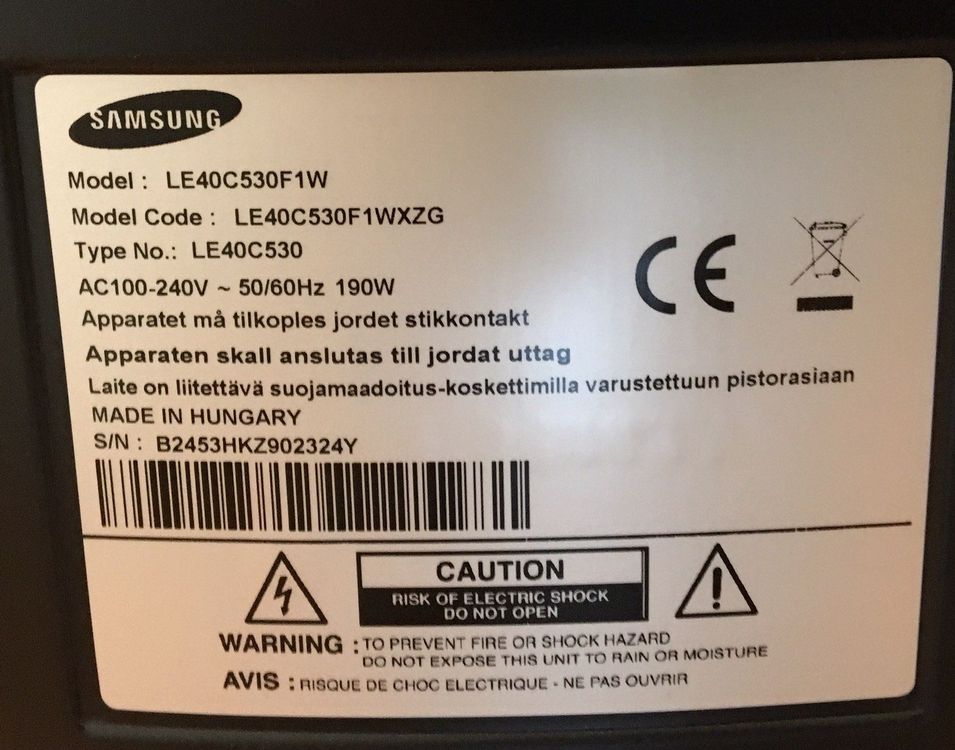 SAMSUNG
Model : LE40C530F1W
Model Code : LE40C530F1WXZG
Type No.: LE40C530
AC100-240V ~ 50/60Hz 190W
Apparatet må tilkoples jordet stikkontakt
Apparaten skall anslutas till jordat uttag
Laite on liitettävä suojamaadoitus-koskettimilla varustettuun pistorasiaan
MADE IN HUNGARY
S/N : B2453HKZ902324Y
CE
CAUTION
RISK OF ELECTRIC SHOCK
DO NOT OPEN
WARNING : TO PREVENT FIRE OR SHOCK HAZARD
DO NOT EXPOSE THIS UNIT TO RAIN OR MOISTURE
AVIS : RISQUE DE CHOC ELECTRIQUE - NE PAS OUVRIR